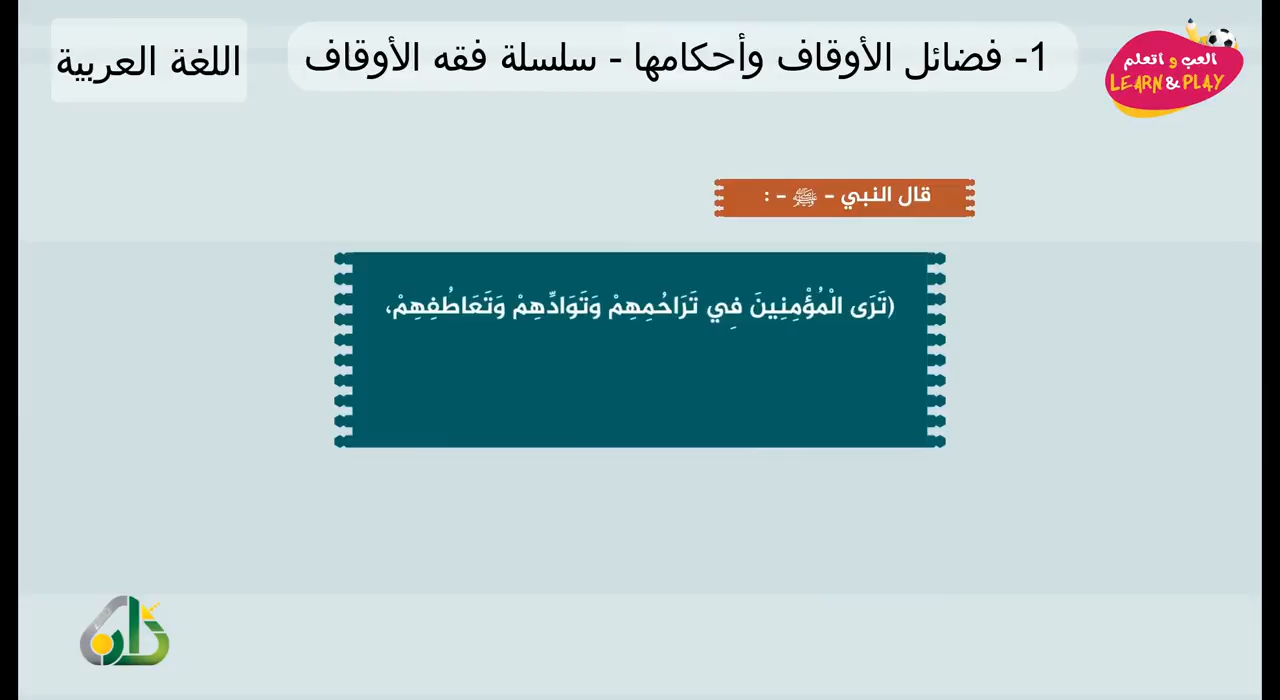 1- فضائل الأوقاف وأحكامها - سلسلة فقه الأوقاف
اللغة العربية
العب و اتعلم
LEARN & PLAY
قال النبي - ﷺ - :
(تَرَى الْمُؤْمِنِينَ فِي تَرَاحُمِهِمْ وَتَوَادِّهِمْ وَتَعَاطُفِهِمْ،